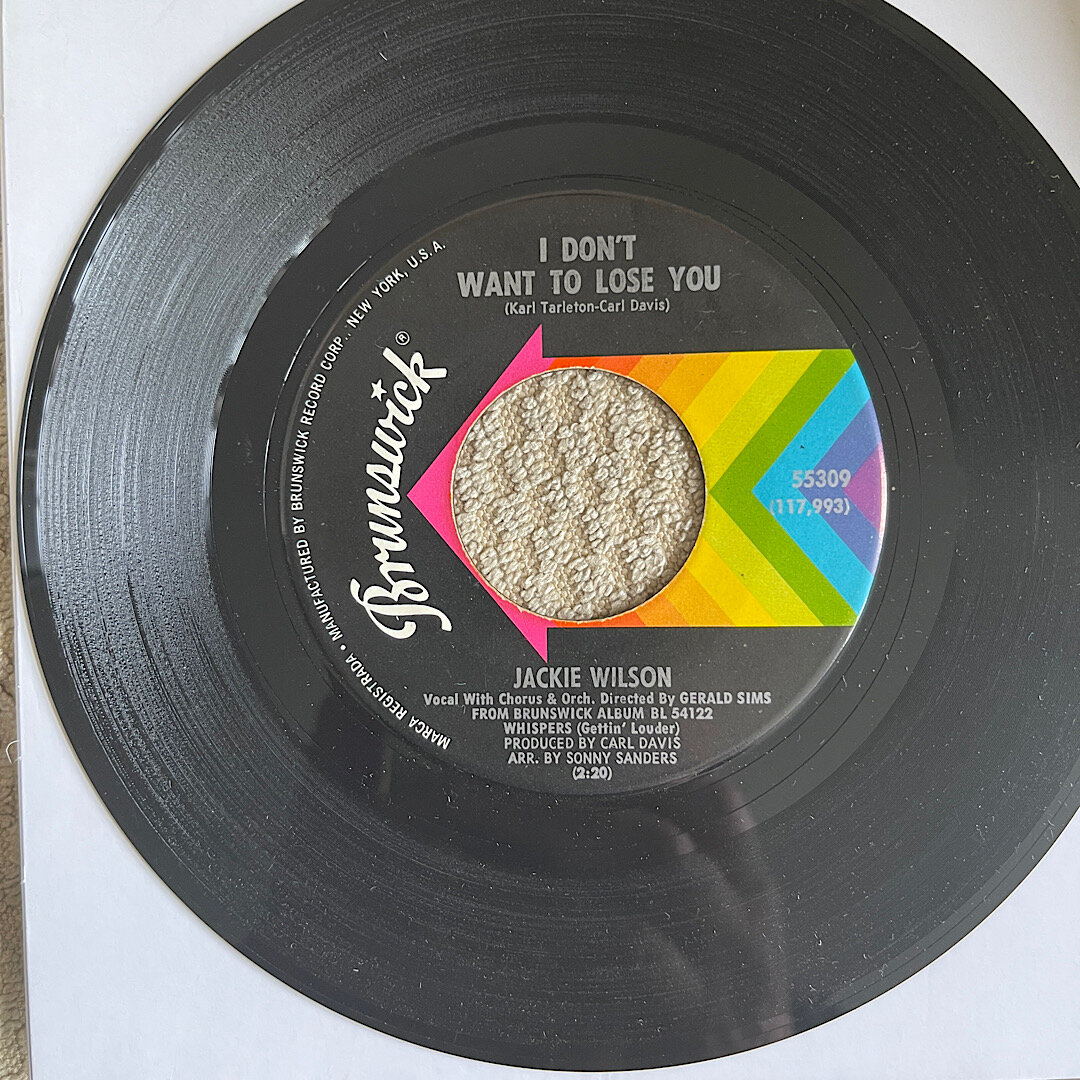 I DON'T
WANT TO LOSE YOU
(Karl Tarleton-Carl Davis)
Brunswick®
MARCA REGISTRADA • MANUFACTURED BY BRUNSWICK RECORD CORP., NEW YORK, U.S.A.
55309
(117,993)
JACKIE WILSON
Vocal With Chorus & Orch. Directed By GERALD SIMS
FROM BRUNSWICK ALBUM BL 54122
WHISPERS (Gettin' Louder)
PRODUCED BY CARL DAVIS
ARR. BY SONNY SANDERS
(2:20)